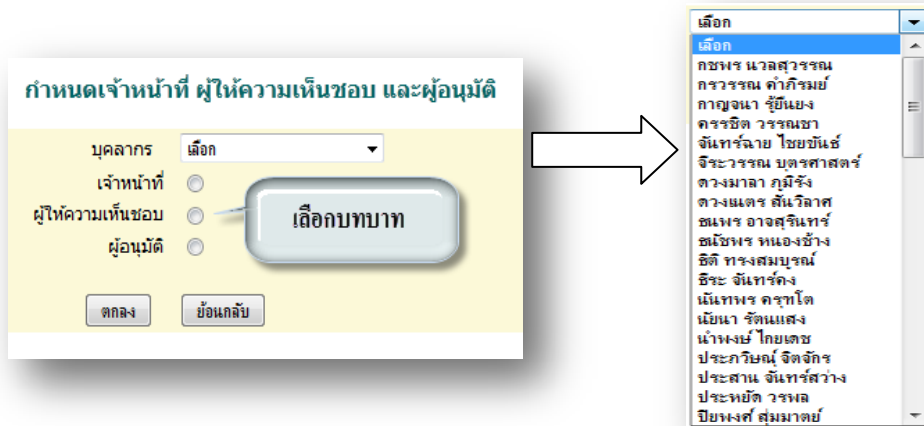 กำหนดเจ้าหน้าที่ ผู้ให้ความเห็นชอบ และผู้อนุมัติ
บุคลากร เลือก
เจ้าหน้าที่
ผู้ให้ความเห็นชอบ
ผู้อนุมัติ
เลือกบทบาท
ตกลง ย้อนกลับ
เลือก
เลือก
กชพร นวลสุวรรณ
กรวรรณ คำภิรมย์
กาญจนา รู้ยืนยง
ครรชิต วรรณชา
จันทร์ฉาย ไชยขันธ์
จีระวรรณ บุตรศาสตร์
ดวงมาลา ภูมิรัง
ดวงเนตร สันวิลาศ
ธนพร อาจสุรินทร์
ธนัชพร หนองช้าง
ธิติ ทรงสมบูรณ์
ธีระ จันทร์คง
นันทพร ครุฑโต
นัยนา รัตนแสง
นำพงษ์ ไกยเดช
ประภวิษณุ์ จิตจักร
ประสาน จันทร์สว่าง
ประหยัด วรพล
ปิยพงศ์ สุ่มมาตย์